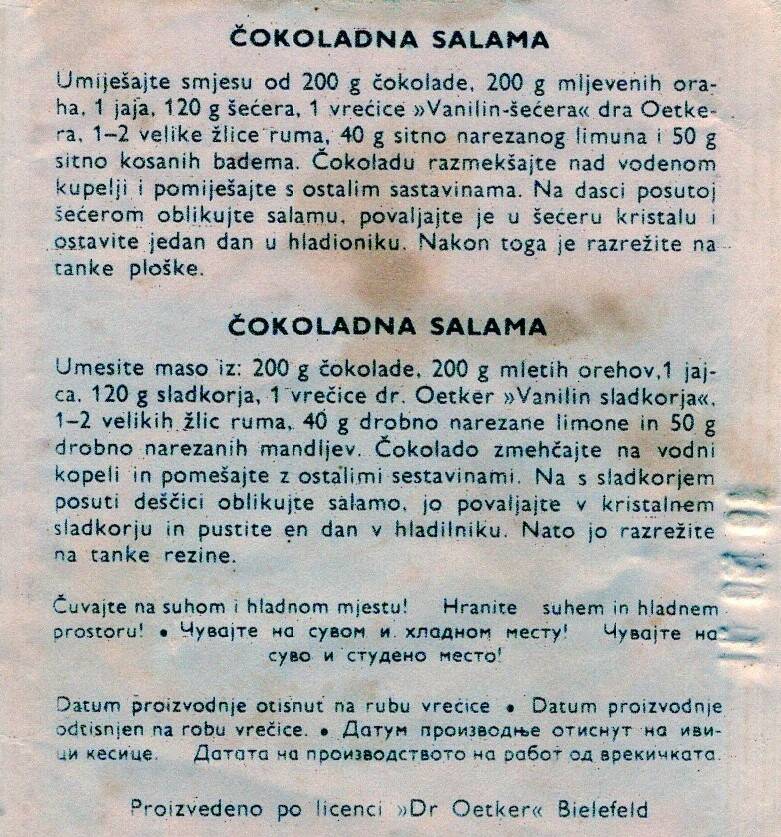 ČOKOLADNA SALAMA
Umiješajte smjesu od 200 g čokolade, 200 g mljevenih ora-
ha, 1 jaja, 120 g šećera, 1 vrećice »Vanilin-šećera« dra Oetke-
ra, 1–2 velike žlice ruma, 40 g sitno narezanog limuna i 50 g
sitno kosanih badema. Čokoladu razmekšajte nad vodenom
kupelji i pomiješajte s ostalim sastavinama. Na dasci posutoj
šećerom oblikujte salamu, povaljajte je u šećeru kristalu i
ostavite jedan dan u hladioniku. Nakon toga je razrežite na
tanke ploške.
ČOKOLADNA SALAMA
Umesite maso iz: 200 g čokolade, 200 g mletih orehov,1 jaj-
ca, 120 g sladkorja, 1 vrečice dr. Oetker »Vanilin sladkorja«,
1–2 velikih žlic ruma, 40 g drobno narezane limone in 50 g
drobno narezanih mandljev. Čokolado zmehčajte na vodni
kopeli in pomešajte z ostalimi sestavinami. Na s sladkorjem
posuti deščici oblikujte salamo, jo povaljajte v kristalnem
sladkorju in pustite en dan v hladilniku. Nato jo razrežite
na tanke rezine.
Čuvajte na suhom i hladnom mjestu! Hranite suhem in hladnem
prostoru! • Чувајте на сувом и хладном месту! Чувајте на
суво и студено место!
Datum proizvodnje otisnut na rubu vrećice • Datum proizvodnje
odtisnjen na robu vrečice. • Датум производње отиснут на иви-
ци кесице. Датата на производството на работ од врекичката.
Proizvedeno po licenci »Dr Oetker« Bielefeld